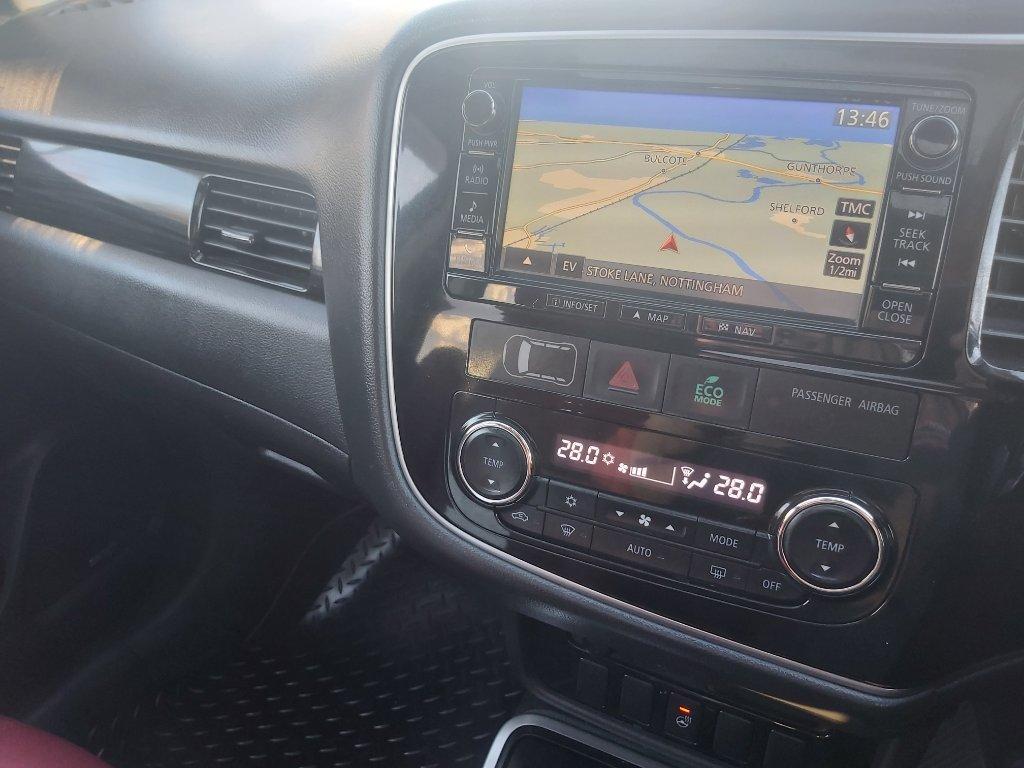 VOL
PUSH PWR
RADIO
MEDIA
13:46
BULCOTE
GUNTHORPE
SHELFORD
TMC
Zoom
1/2mi
EV
STOKE LANE, NOTTINGHAM
TUNE/ZOOM
PUSH SOUND
SEEK
TRACK
OPEN
CLOSE
INFO/SET
MAP
NAV
ECO
MODE
PASSENGER AIRBAG
TEMP
28.0
28.0
AUTO
MODE
OFF
TEMP